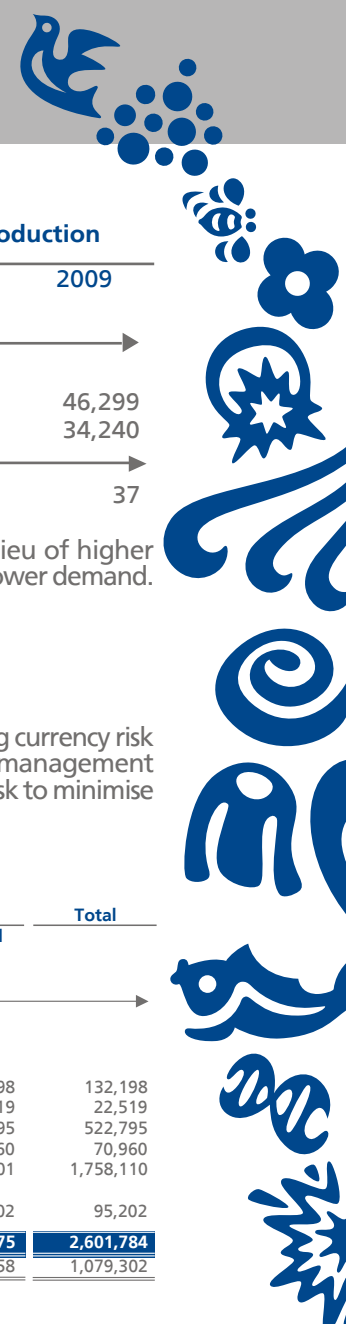 oduction
2009
46,299
34,240
37
ieu of higher
ower demand.
g currency risk
management
sk to minimise
Total
l
98 132,198
19 22,519
95 522,795
60 70,960
01 1,758,110
02 95,202
75 2,601,784
58 1,079,302